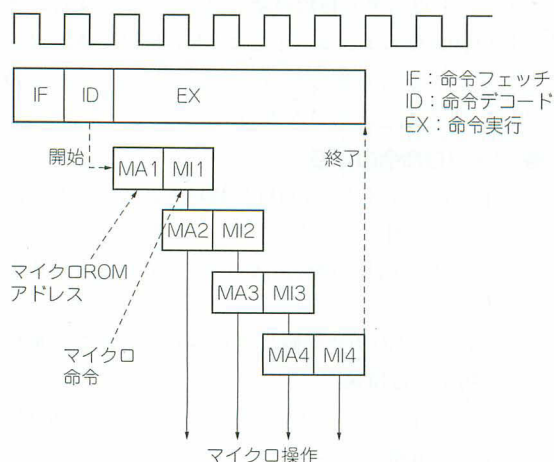 IF ID EX
IF：命令フェッチ
ID：命令デコード
EX：命令実行
開始
終了
MA1 MI1
MA2 MI2
マイクロROM
アドレス
MA3 MI3
マイクロ
命令
MA4 MI4
マイクロ操作